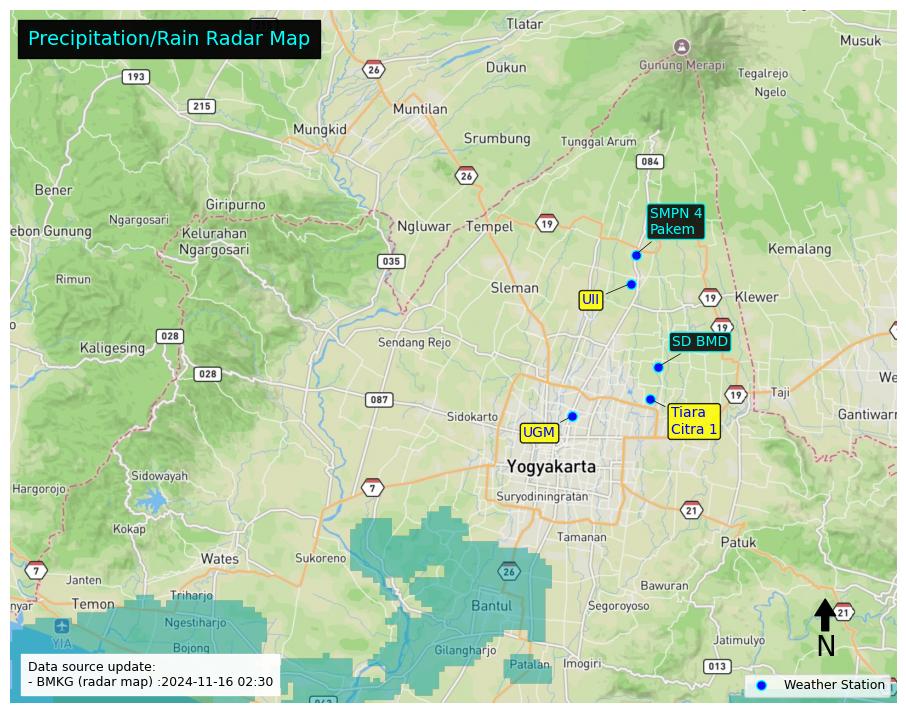 Precipitation/Rain Radar Map
Tlatar
Musuk
26
Gunung Merapi
193
Dukun
Tegalrejo
Ngelo
215
Muntilan
Mungkid
Srumbung
Tunggal Arum
084
26
Bener
Giripurno
SMPN 4
Pakem
Ngargosari
Ngluwar
Tempel
19
ebon Gunung
Kelurahan
Ngargosari
Kemalang
035
Rimun
Sleman
UII
19
Klewer
19
028
Sendang Rejo
SD BMD
Kaligesing
028
We
087
19
Taji
Sidokarto
Tiara
Citra 1
Gantiwarn
UGM
Yogyakarta
Sidowayah
Hargorojo
7
Suryodiningratan
21
Kokap
Tamanan
Patuk
Wates
Sukoreno
7
26
Janten
Bawuran
Triharjo
nyar
Temon
Bantul
Segoroyoso
21
Ngestiharjo
YIA
Bojong
Jatimulyo
N
Gilangharjo
Patalan
Imogiri
013
Data source update:
- BMKG (radar map) :2024-11-16 02:30
Weather Station